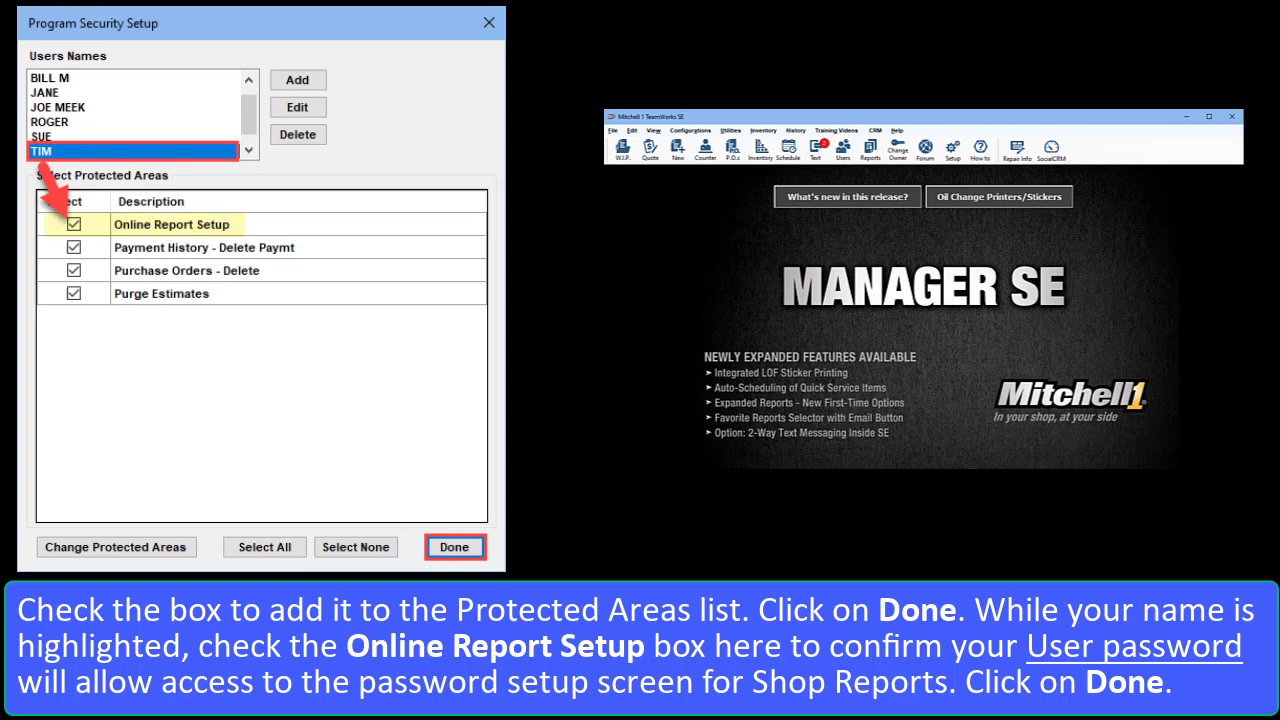 Program Security Setup
Users Names
BILL M
JANE
JOE MEEK
ROGER
SUE
TIM
Add
Edit
Delete
Select Protected Areas
Description
Online Report Setup
Payment History - Delete Paymt
Purchase Orders - Delete
Purge Estimates
Change Protected Areas
Select All
Select None
Done
Mitchell 1 TeamWorks SE
File Edit View Configurations Utilities Inventory History Training Videos CRM Help
W.I.P. Quote New Counter P.O.s Inventory Schedule Text 2 Users Reports Change Owner Forum Setup How to Repair Info SocialCRM
What's new in this release? Oil Change Printers/Stickers
MANAGER SE
NEWLY EXPANDED FEATURES AVAILABLE
Integrated LOF Sticker Printing
Auto-Scheduling of Quick Service Items
Expanded Reports - New First-Time Options
Favorite Reports Selector with Email Button
Option: 2-Way Text Messaging Inside SE
Mitchell1
In your shop, at your side
Check the box to add it to the Protected Areas list. Click on Done. While your name is
highlighted, check the Online Report Setup box here to confirm your User password
will allow access to the password setup screen for Shop Reports. Click on Done.